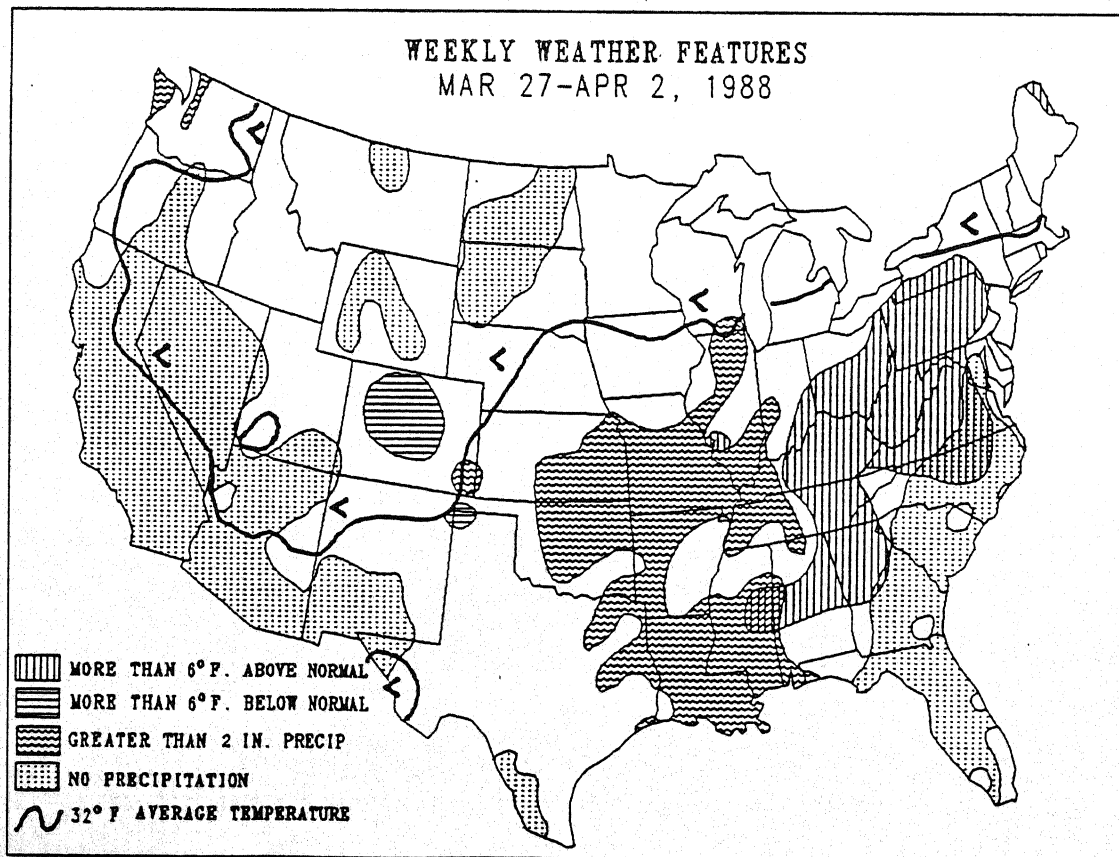 WEEKLY WEATHER FEATURES
MAR 27-APR 2, 1988
MORE THAN 6° F. ABOVE NORMAL
MORE THAN 6° F. BELOW NORMAL
GREATER THAN 2 IN. PRECIP
NO PRECIPITATION
32° F AVERAGE TEMPERATURE